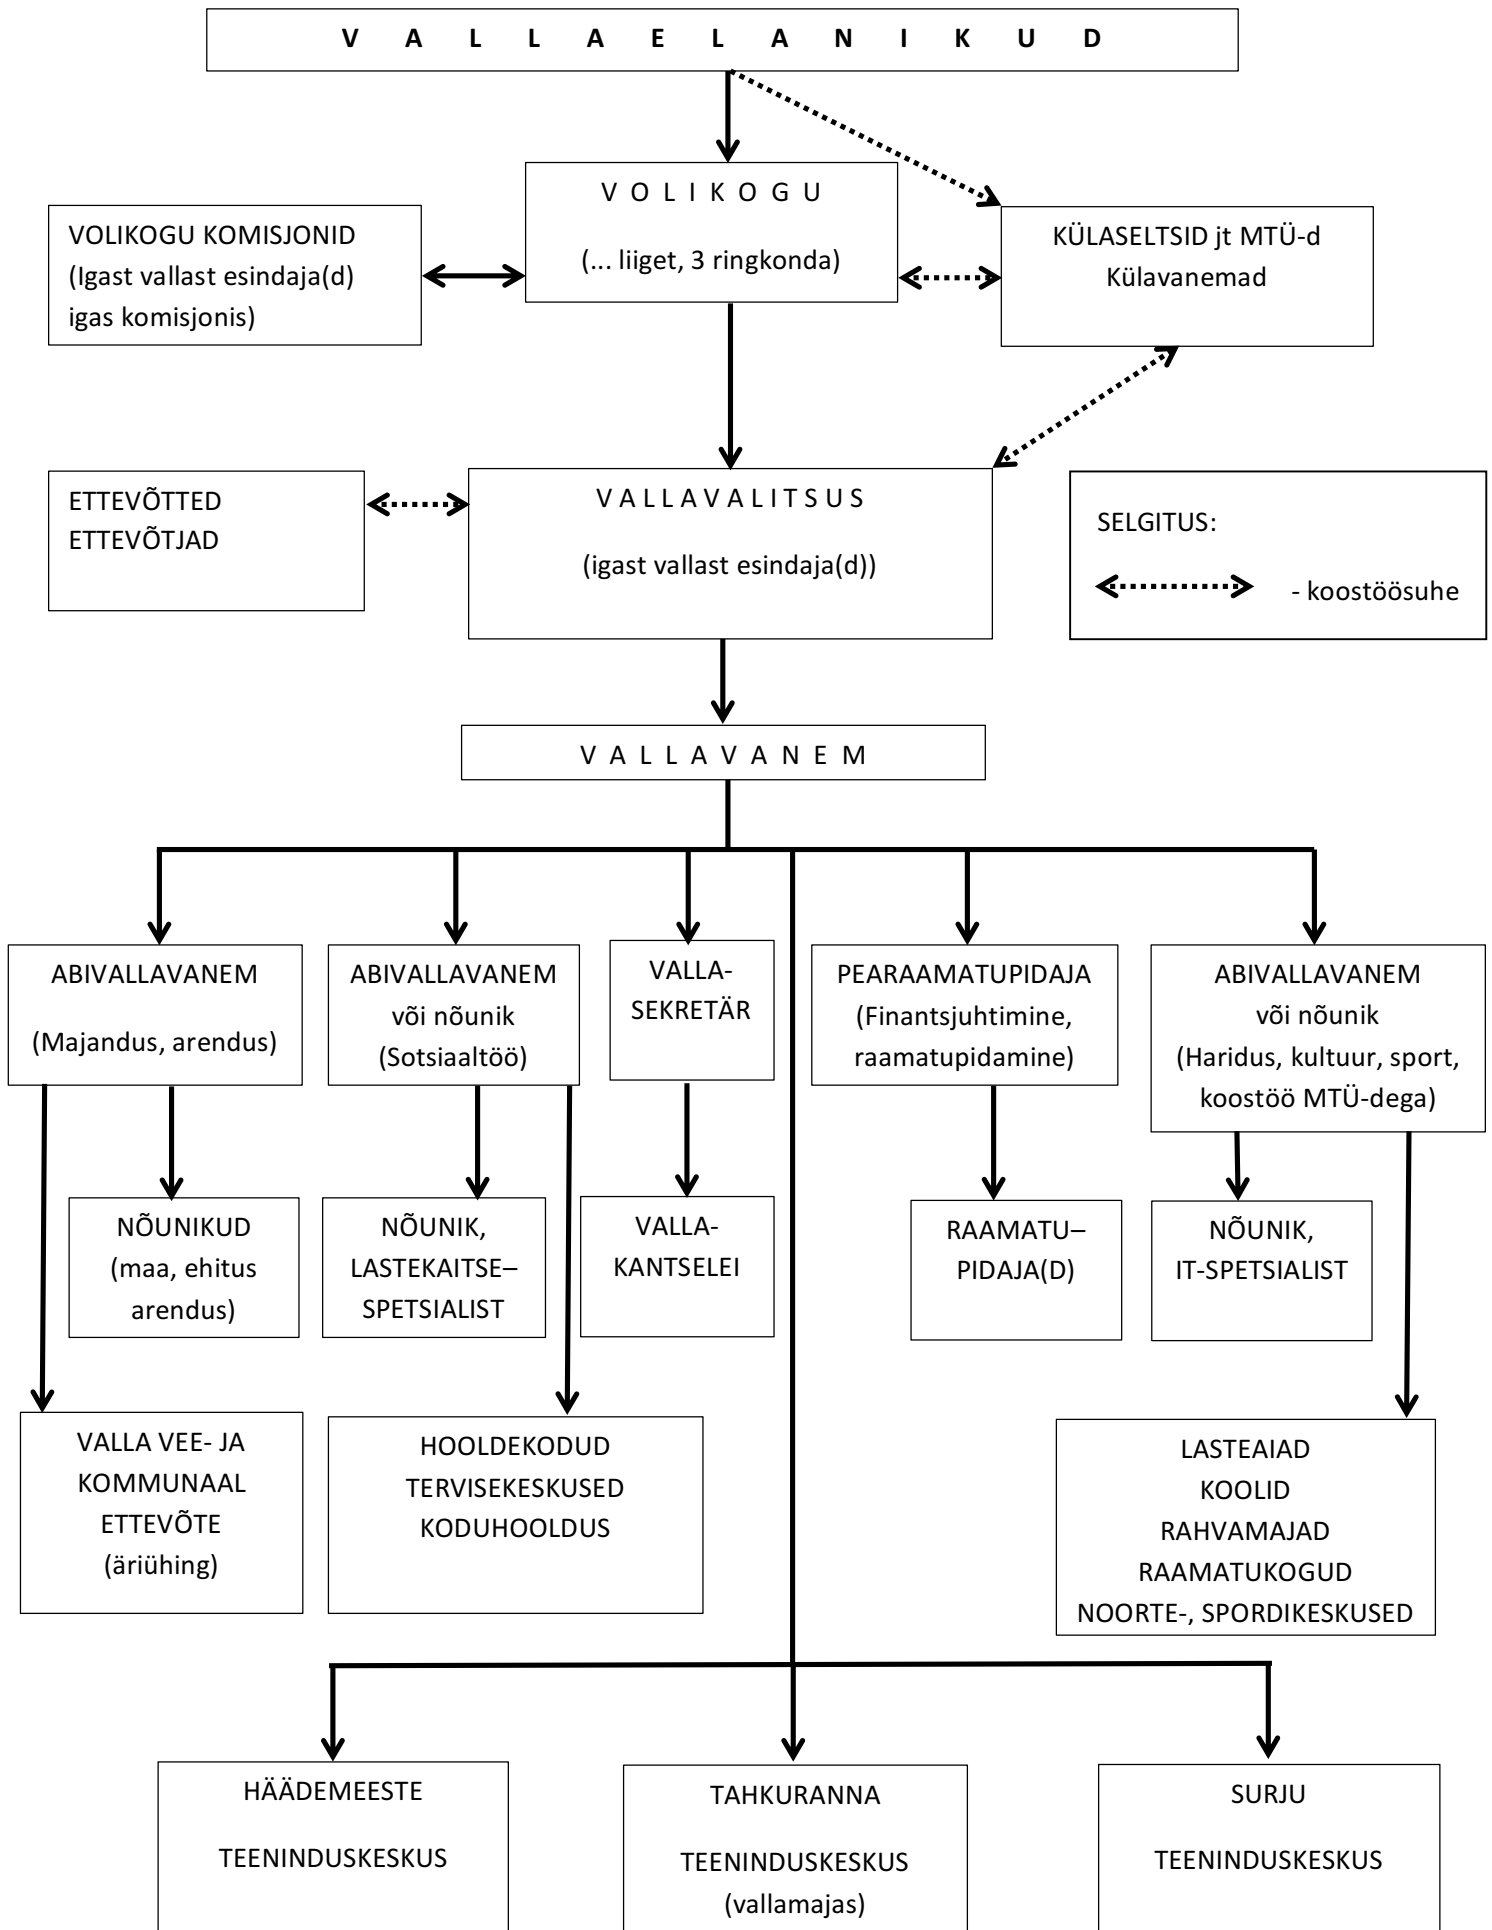 V A L L A E L A N I K U D
V O L I K O G U
(... liiget, 3 ringkonda)
VOLIKOGU KOMISJONID
(Igast vallast esindaja(d)
igas komisjonis)
KÜLASELTSID jt MTÜ-d
Külavanemad
ETTEVÕTTED
ETTEVÕTJAD
V A L L A V A L I T S U S
(igast vallast esindaja(d))
SELGITUS:
- koostöösuhe
V A L L A V A N E M
ABIVALLAVANEM
(Majandus, arendus)
ABIVALLAVANEM
või nõunik
(Sotsiaaltöö)
VALLA-
SEKRETÄR
PEARAAMATUPIDAJA
(Finantsjuhtimine,
raamatupidamine)
ABIVALLAVANEM
või nõunik
(Haridus, kultuur, sport,
koostöö MTÜ-dega)
NÕUNIKUD
(maa, ehitus
arendus)
NÕUNIK,
LASTEKAITSE–
SPETSIALIST
VALLA-
KANTSELEI
RAAMATU–
PIDAJA(D)
NÕUNIK,
IT-SPETSIALIST
VALLA VEE- JA
KOMMUNAAL
ETTEVÕTE
(äriühing)
HOOLDEKODUD
TERVISEKESKUSED
KODUHOOLDUS
LASTEAIAD
KOOLID
RAHVAMAJAD
RAAMATUKOGUD
NOORTE-, SPORDIKESKUSED
HÄÄDEMEESTE
TEENINDUSKESKUS
TAHKURANNA
TEENINDUSKESKUS
(vallamajas)
SURJU
TEENINDUSKESKUS